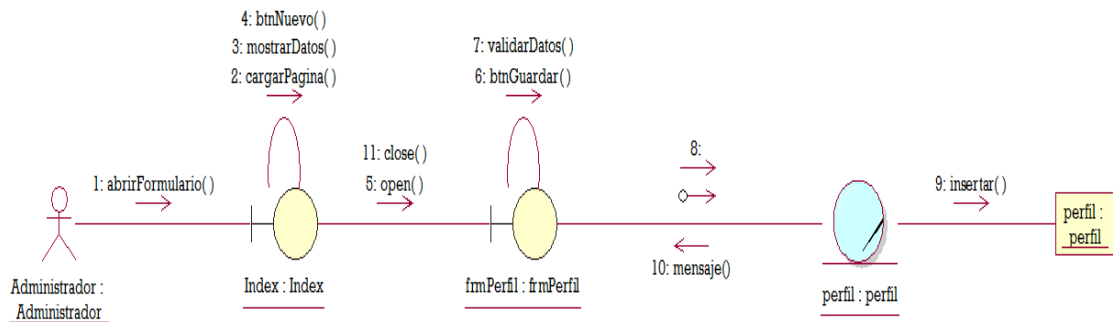 4: btnNuevo( )
3: mostrarDatos( )
2: cargarPagina( )
7: validarDatos( )
6: btnGuardar( )
1: abrirFormulario( )
11: close( )
5: open( )
8:
9: insertar( )
10: mensaje()
Administrador :
Administrador
Index : Index
frmPerfil : frmPerfil
perfil : perfil
perfil :
perfil